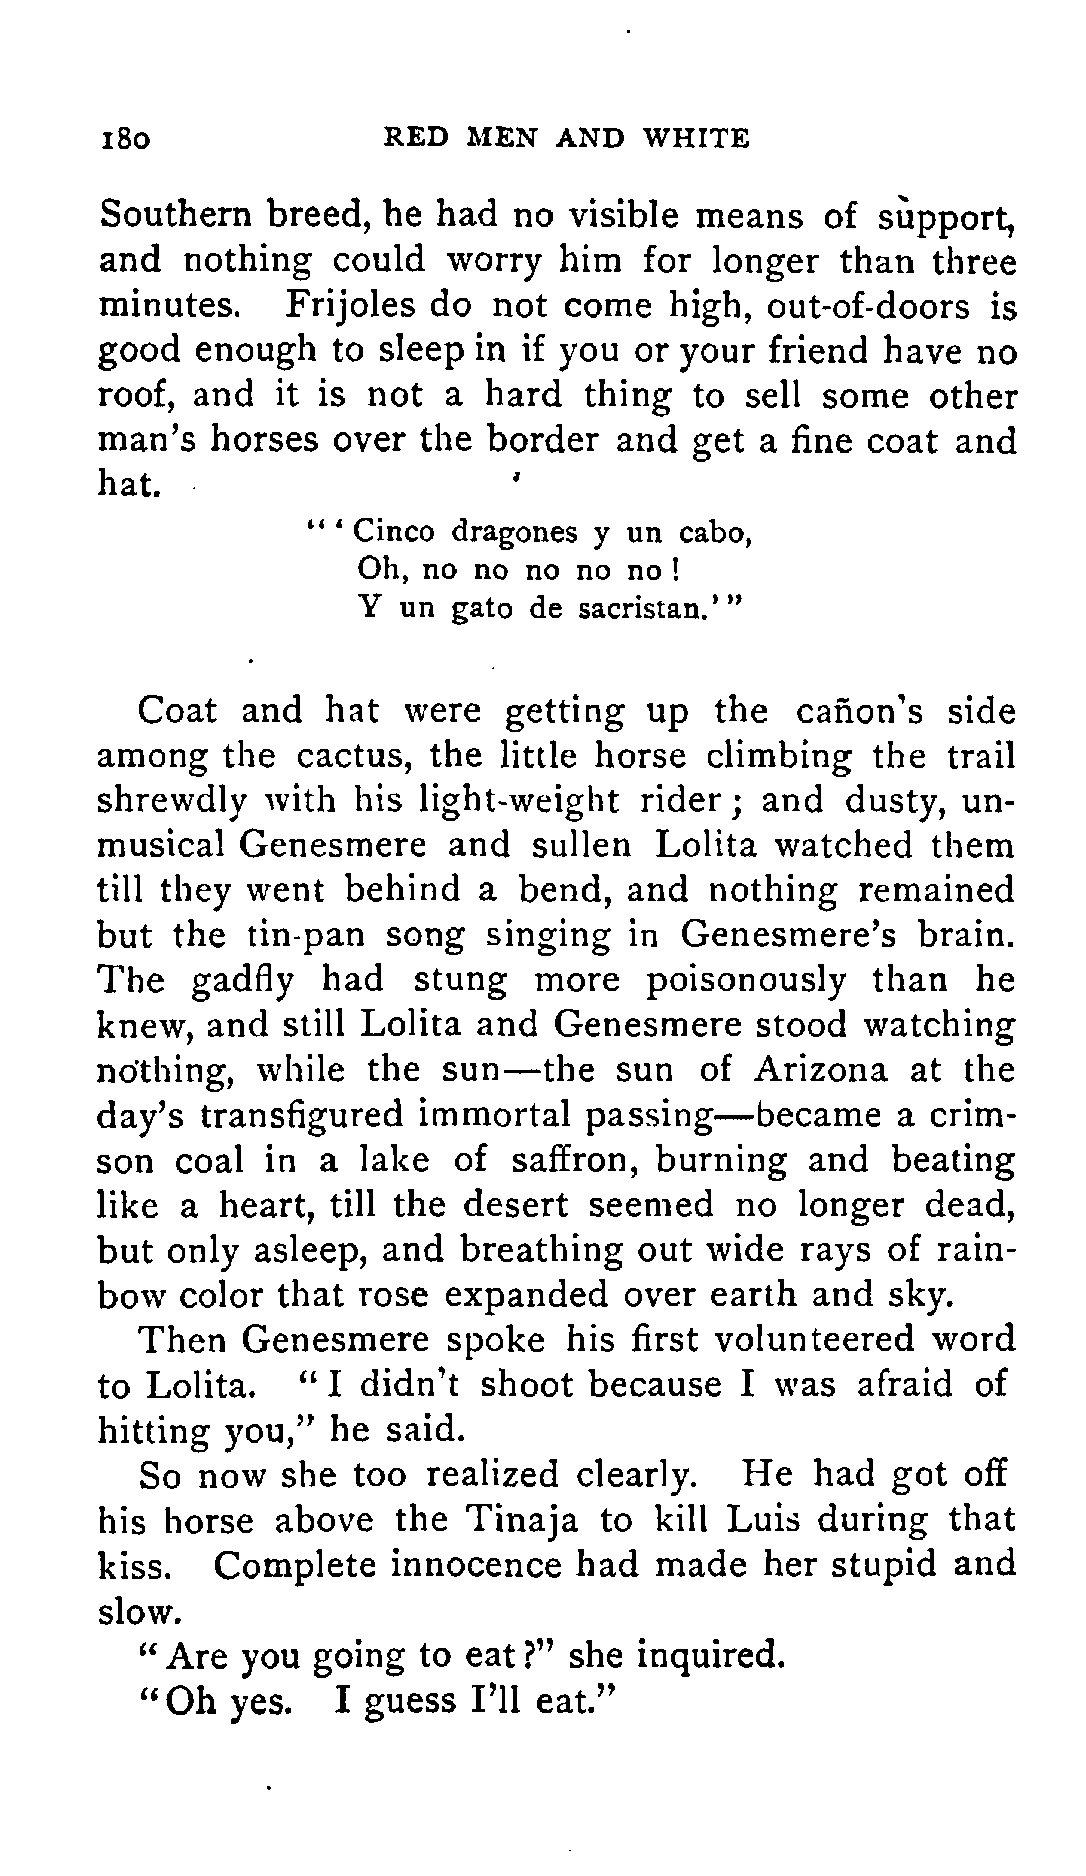 180 RED MEN AND WHITE
Southern breed, he had no visible means of support,
and nothing could worry him for longer than three
minutes. Frijoles do not come high, out-of-doors is
good enough to sleep in if you or your friend have no
roof, and it is not a hard thing to sell some other
man's horses over the border and get a fine coat and
hat.
"'Cinco dragones y un cabo,
Oh, no no no no no!
Y un gato de sacristan.'"
Coat and hat were getting up the cañon's side
among the cactus, the little horse climbing the trail
shrewdly with his light-weight rider; and dusty, un-
musical Genesmere and sullen Lolita watched them
till they went behind a bend, and nothing remained
but the tin-pan song singing in Genesmere's brain.
The gadfly had stung more poisonously than he
knew, and still Lolita and Genesmere stood watching
nothing, while the sun—the sun of Arizona at the
day's transfigured immortal passing—became a crim-
son coal in a lake of saffron, burning and beating
like a heart, till the desert seemed no longer dead,
but only asleep, and breathing out wide rays of rain-
bow color that rose expanded over earth and sky.
Then Genesmere spoke his first volunteered word
to Lolita. "I didn't shoot because I was afraid of
hitting you," he said.
So now she too realized clearly. He had got off
his horse above the Tinaja to kill Luis during that
kiss. Complete innocence had made her stupid and
slow.
"Are you going to eat?" she inquired.
"Oh yes. I guess I'll eat."